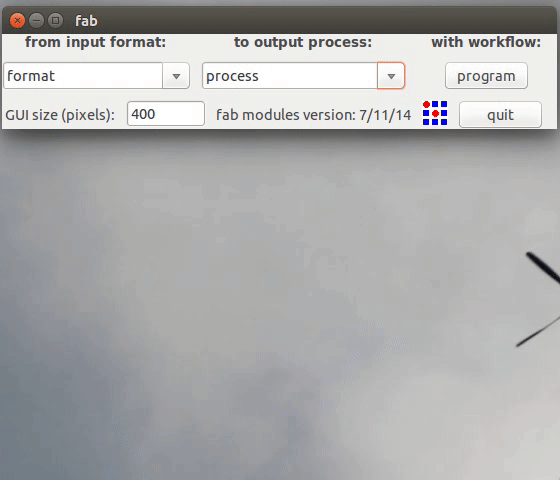 fab
from input format: to output process: with workflow:
format process program
GUI size (pixels): 400 fab modules version: 7/11/14 quit